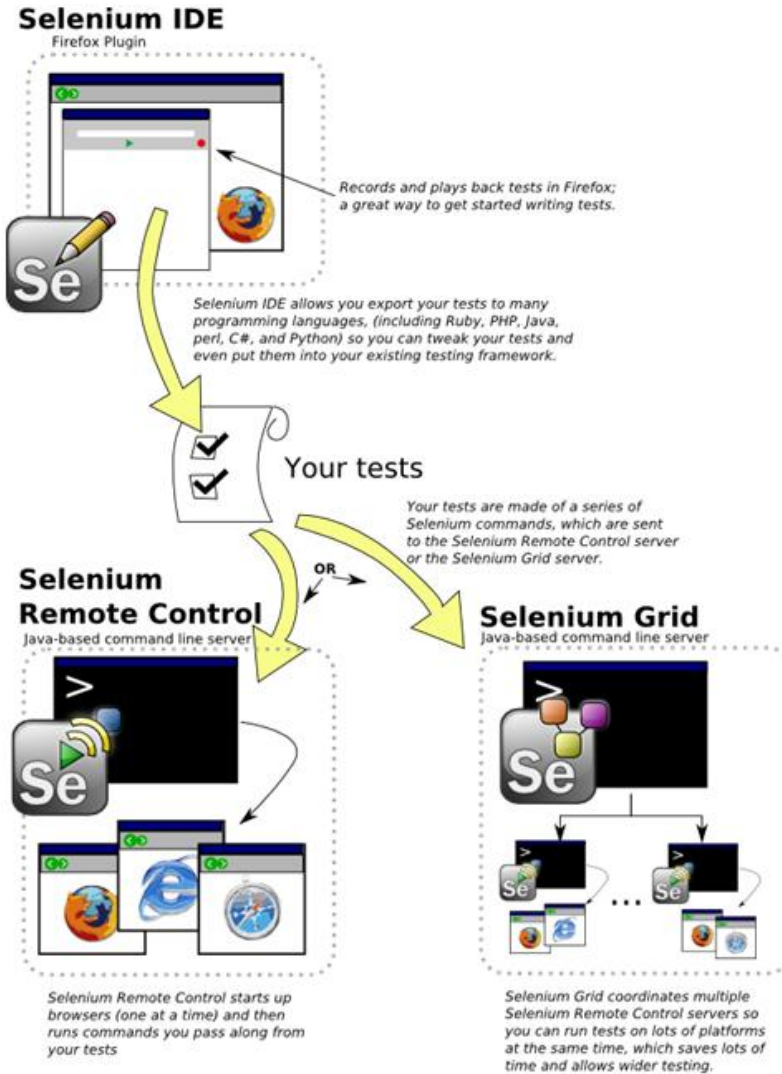 Selenium IDE
Firefox Plugin
Records and plays back tests in Firefox;
a great way to get started writing tests.
Se
Selenium IDE allows you export your tests to many
programming languages, (including Ruby, PHP, Java,
perl, C#, and Python) so you can tweak your tests and
even put them into your existing testing framework.
Your tests
Your tests are made of a series of
Selenium commands, which are sent
to the Selenium Remote Control server
or the Selenium Grid server.
OR
Selenium
Remote Control
Java-based command line server
>
Se
Selenium Remote Control starts up
browsers (one at a time) and then
runs commands you pass along from
your tests
Selenium Grid
Java-based command line server
>
Se
>
Se
...
>
Se
Selenium Grid coordinates multiple
Selenium Remote Control servers so
you can run tests on lots of platforms
at the same time, which saves lots of
time and allows wider testing.